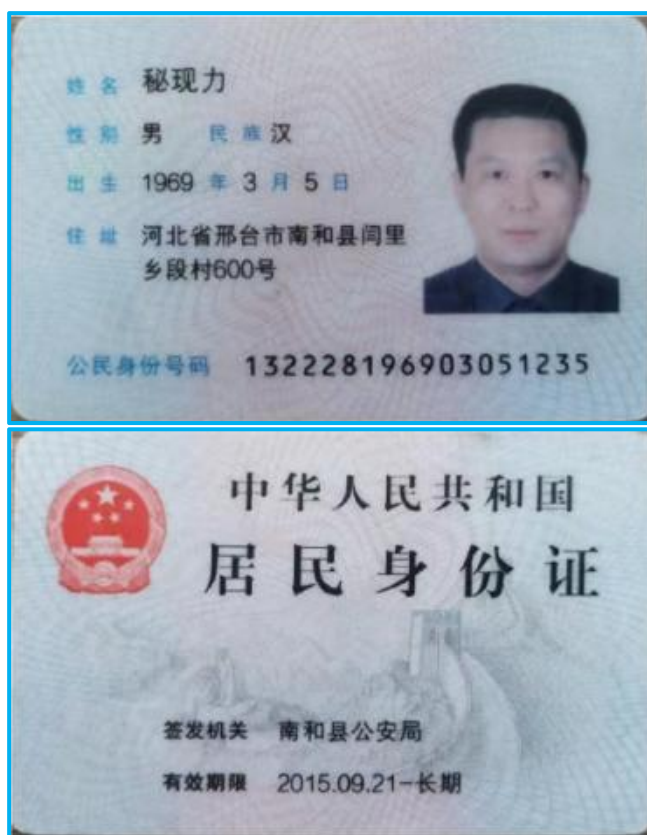 姓名 秘现力
性别 男 民族 汉
出生 1969 年 3 月 5 日
住址 河北省邢台市南和县闫里
乡段村600号
公民身份号码 132228196903051235
中华人民共和国
居民身份证
签发机关 南和县公安局
有效期限 2015.09.21-长期